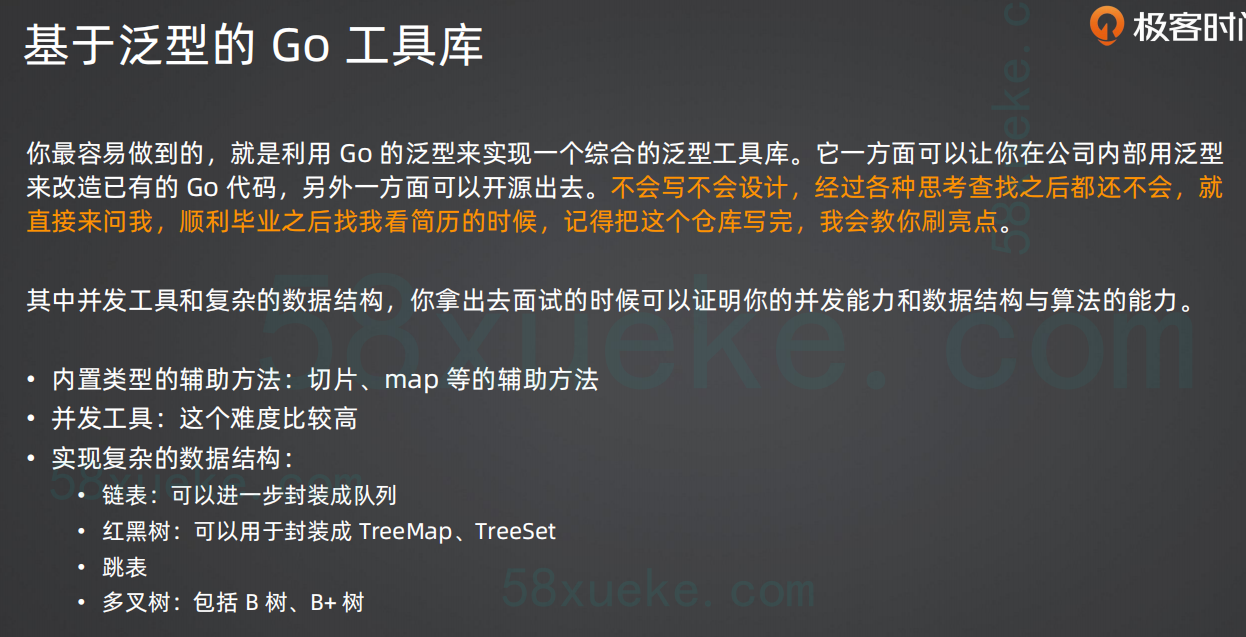 基于泛型的 Go 工具库
极客时间
你最容易做到的，就是利用 Go 的泛型来实现一个综合的泛型工具库。它一方面可以让你在公司内部用泛型
来改造已有的 Go 代码，另外一方面可以开源出去。不会写不会设计，经过各种思考查找之后都还不会，就
直接来问我，顺利毕业之后找我看简历的时候，记得把这个仓库写完，我会教你刷亮点。
其中并发工具和复杂的数据结构，你拿出去面试的时候可以证明你的并发能力和数据结构与算法的能力。
• 内置类型的辅助方法：切片、map 等的辅助方法
• 并发工具：这个难度比较高
• 实现复杂的数据结构：
• 链表：可以进一步封装成队列
• 红黑树：可以用于封装成 TreeMap、TreeSet
• 跳表
• 多叉树：包括 B 树、B+ 树
58xueke.com
58xueke.com
58xueke.com
58xueke.c